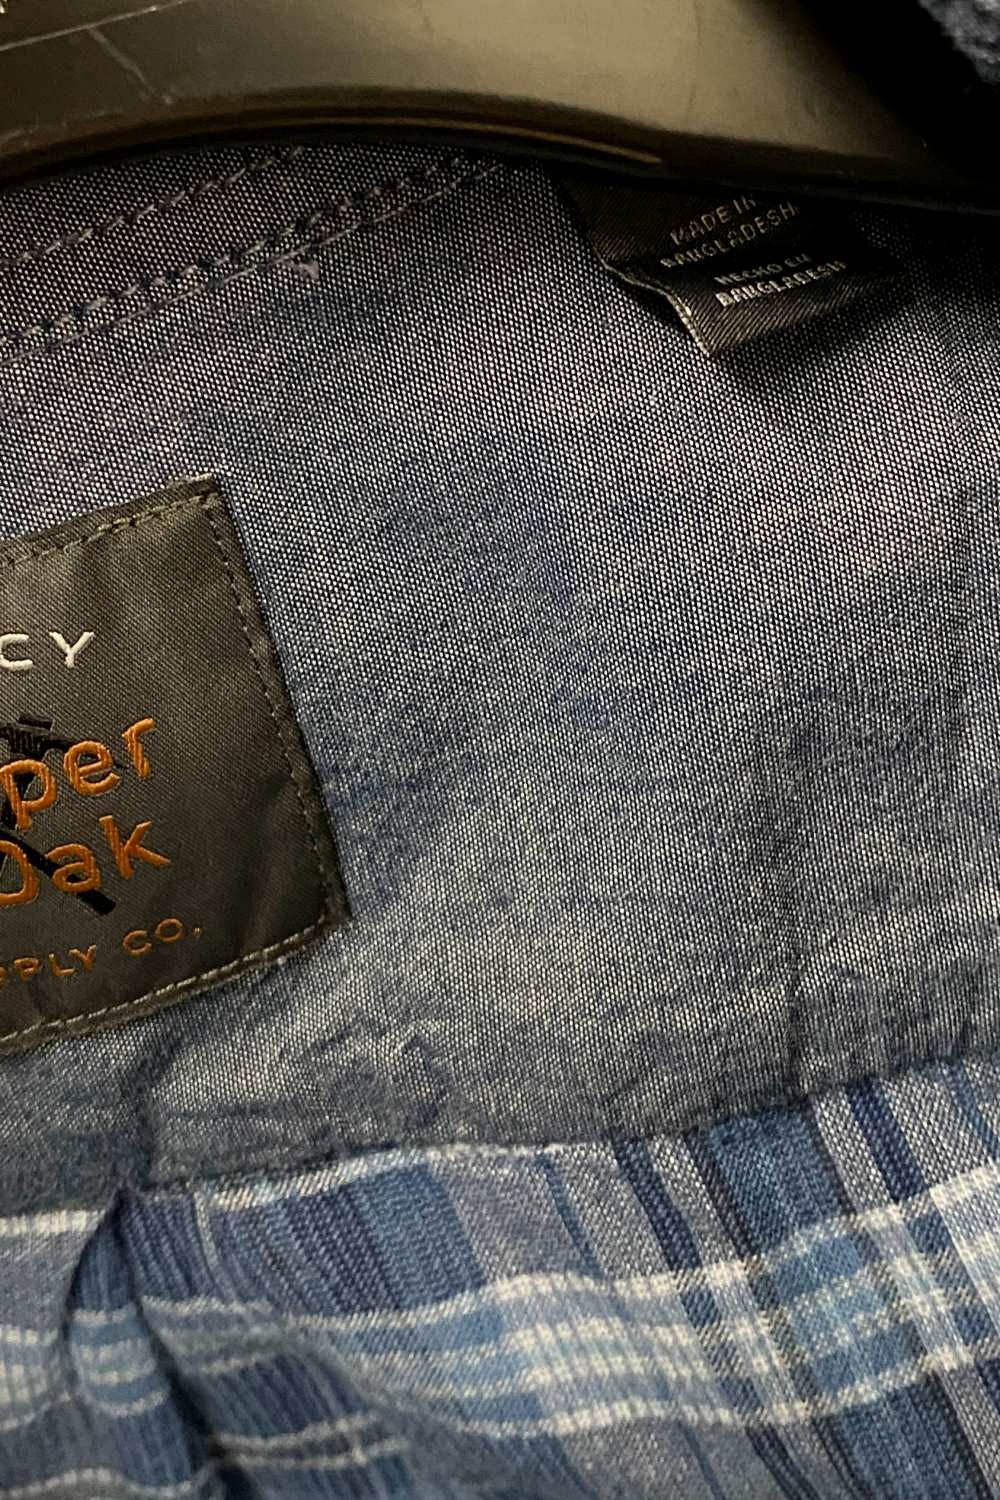 MADE IN
BANGLADESH
HECHO EN
BANGLADESH
CY
per
Oak
PPLY CO.